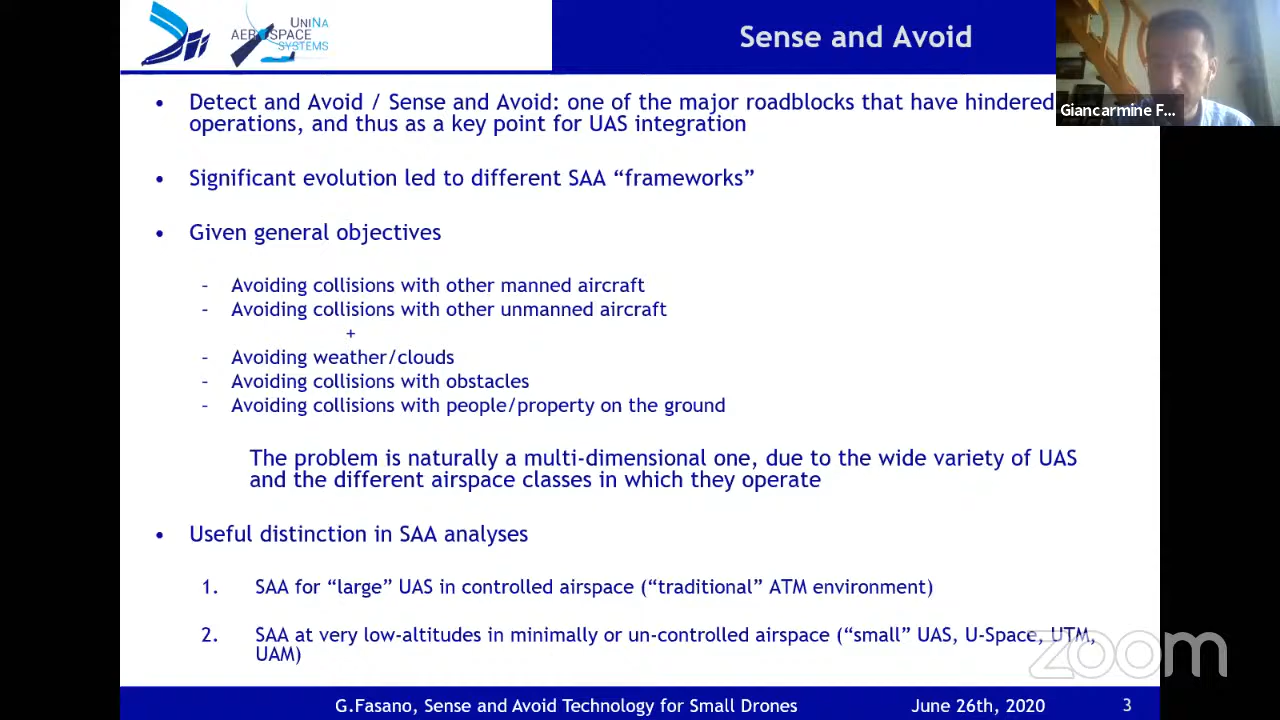 UNINA
AEROSPACE
SYSTEMS
Sense and Avoid
Giancarmine F...
• Detect and Avoid / Sense and Avoid: one of the major roadblocks that have hindered
operations, and thus as a key point for UAS integration
• Significant evolution led to different SAA “frameworks”
• Given general objectives
- Avoiding collisions with other manned aircraft
- Avoiding collisions with other unmanned aircraft
+
- Avoiding weather/clouds
- Avoiding collisions with obstacles
- Avoiding collisions with people/property on the ground
The problem is naturally a multi-dimensional one, due to the wide variety of UAS
and the different airspace classes in which they operate
• Useful distinction in SAA analyses
1. SAA for “large” UAS in controlled airspace (“traditional” ATM environment)
2. SAA at very low-altitudes in minimally or un-controlled airspace (“small” UAS, U-Space, UTM,
UAM)
zoom
G.Fasano, Sense and Avoid Technology for Small Drones June 26th, 2020 3